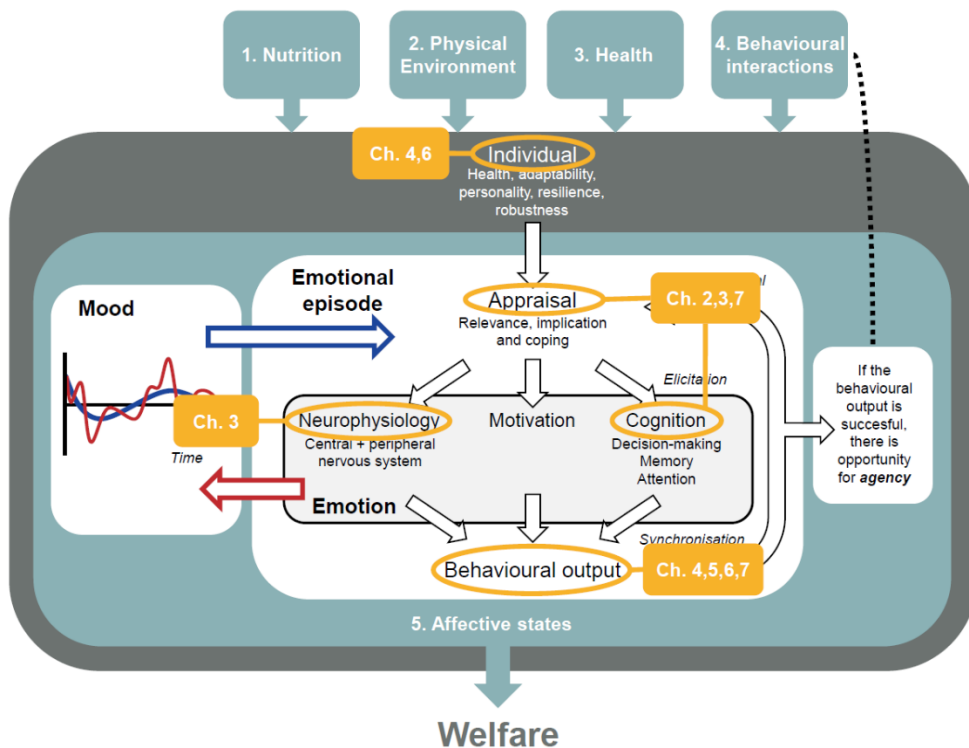 1. Nutrition
2. Physical
Environment
3. Health
4. Behavioural
interactions
Ch. 4,6
Individual
Health, adaptability,
personality, resilience,
robustness
Mood
Time
Emotional
episode
Appraisal
Relevance, implication
and coping
Ch. 2,3,7
Elicitation
Ch. 3
Neurophysiology
Central + peripheral
nervous system
Motivation
Cognition
Decision-making
Memory
Attention
Emotion
Synchronisation
Behavioural output
Ch. 4,5,6,7
If the
behavioural
output is
succesful,
there is
opportunity
for agency
5. Affective states
Welfare